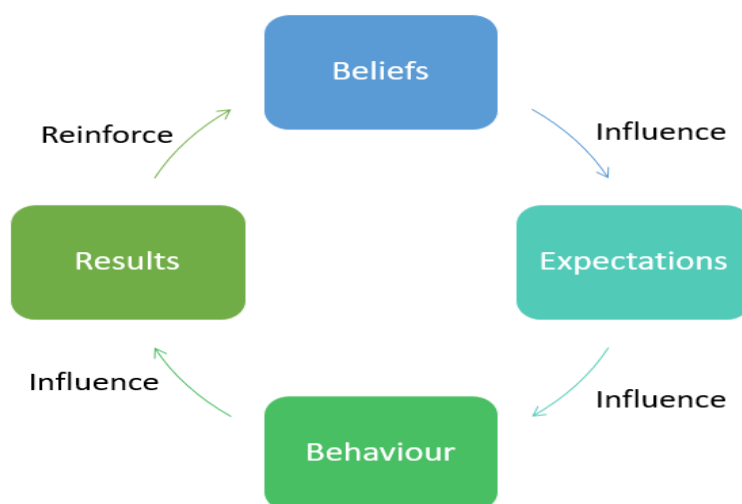 Beliefs
Reinforce
Influence
Results
Expectations
Influence
Influence
Behaviour